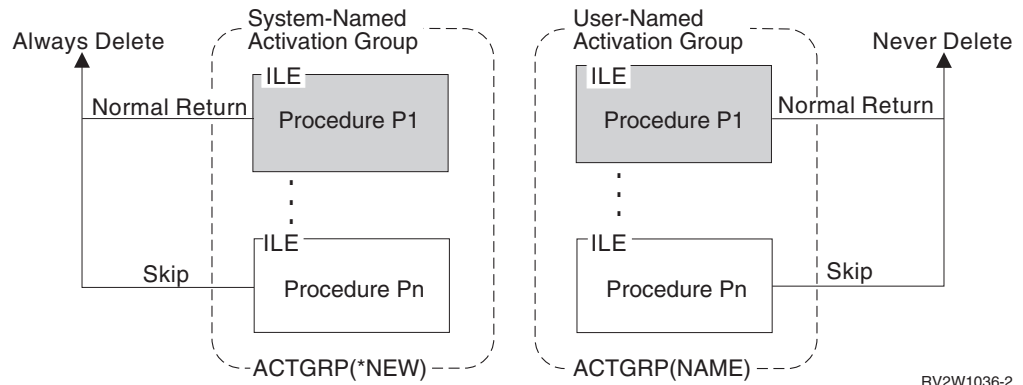 System-Named
Activation Group
User-Named
Activation Group
Always Delete
Never Delete
ILE
ILE
Normal Return
Procedure P1
Procedure P1
Normal Return
ILE
ILE
Skip
Procedure Pn
Procedure Pn
Skip
ACTGRP(*NEW)
ACTGRP(NAME)
RV2W1036-2